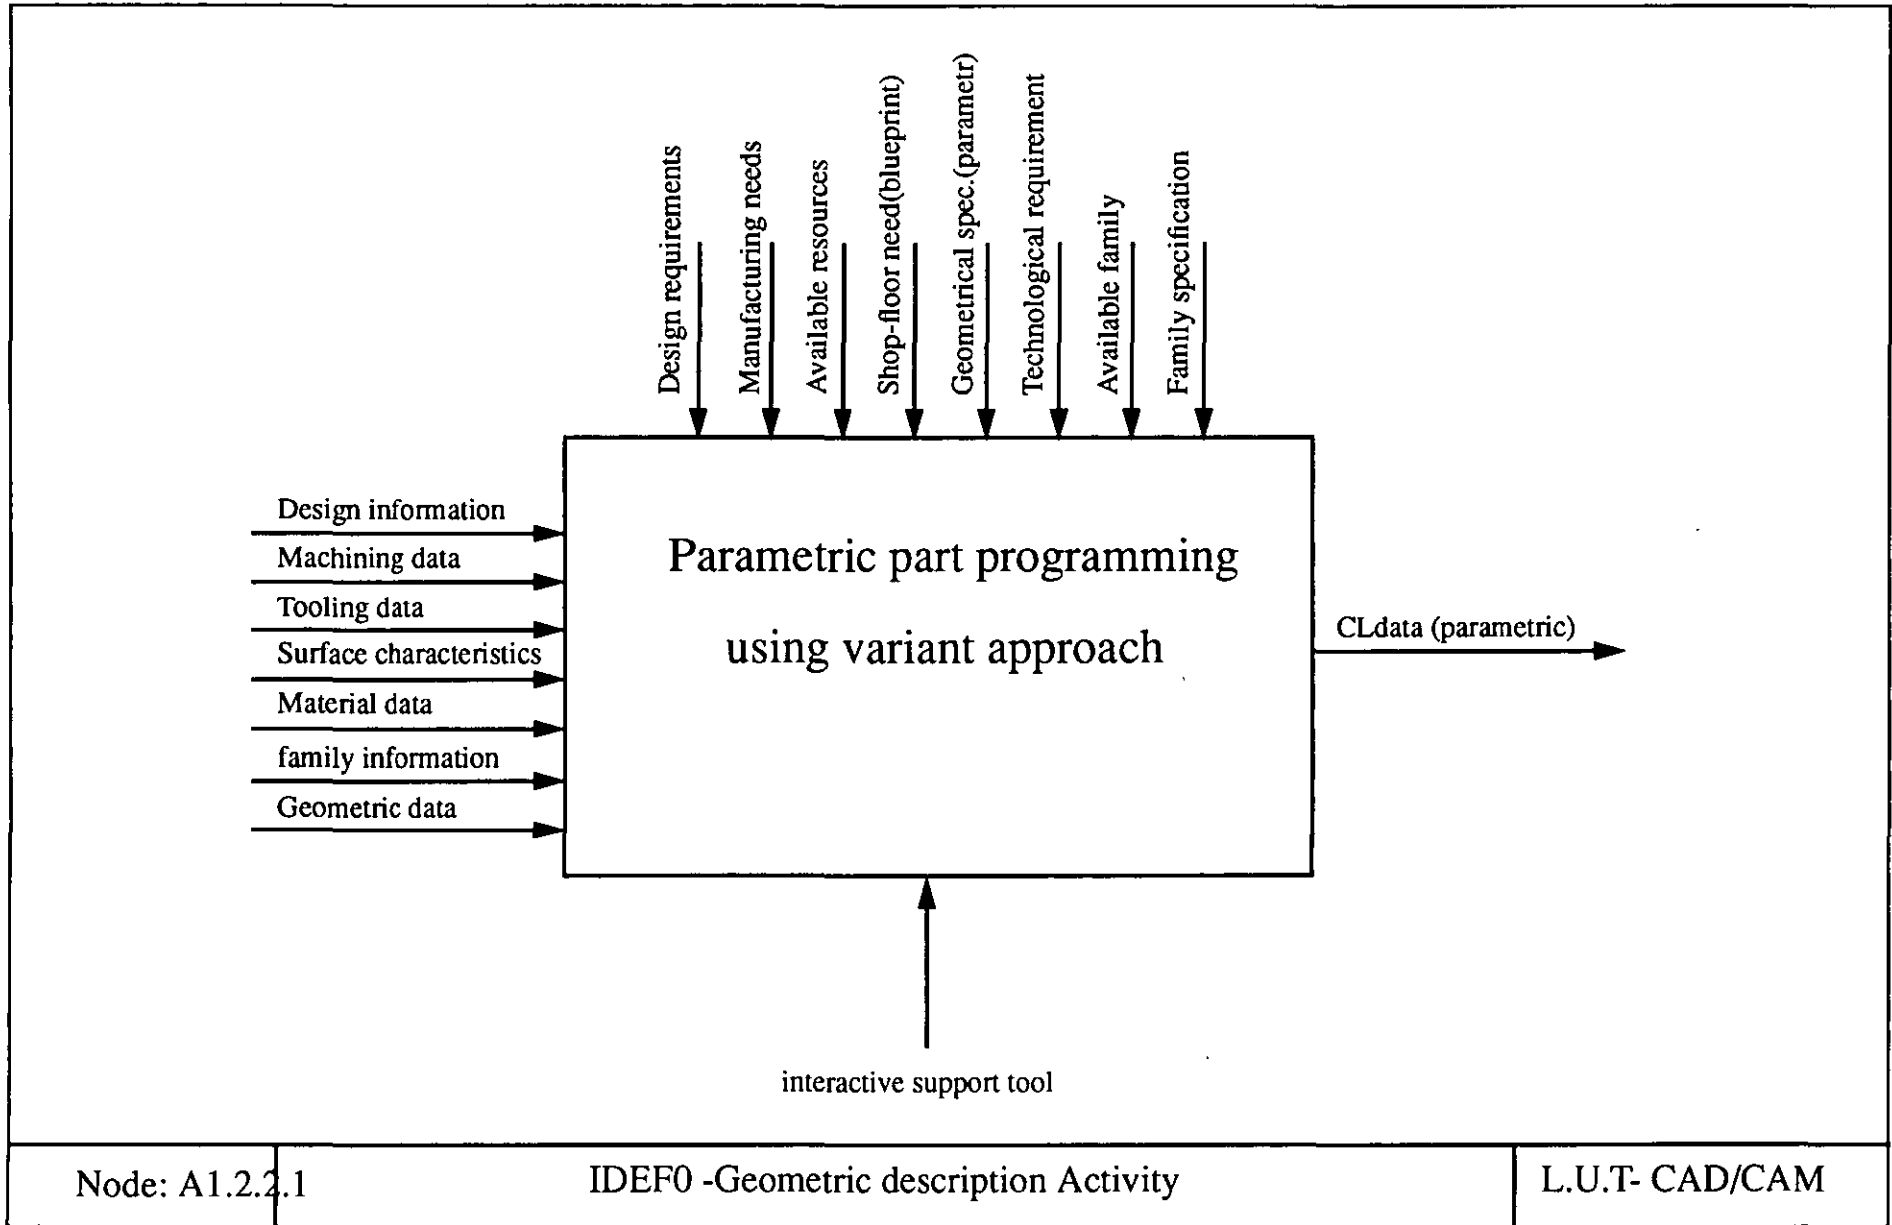 Design requirements
Manufacturing needs
Available resources
Shop-floor need(blueprint)
Geometrical spec.(parametr)
Technological requirement
Available family
Family specification
Design information
Machining data
Tooling data
Surface characteristics
Material data
family information
Geometric data
Parametric part programming
using variant approach
CLdata (parametric)
interactive support tool
Node: A1.2.2.1
IDEF0 -Geometric description Activity
L.U.T- CAD/CAM